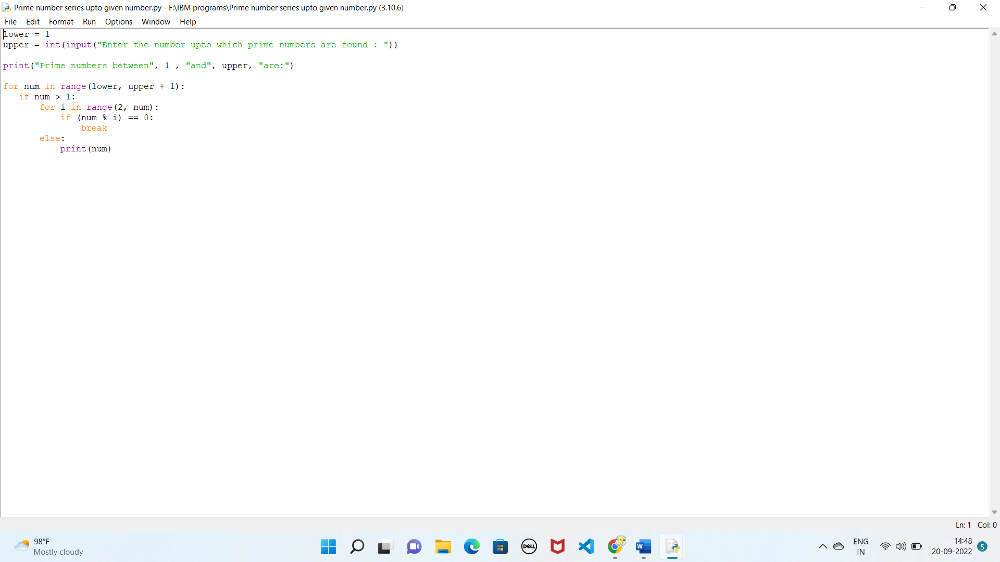 Prime number series upto given number.py - F:\IBM programs\Prime number series upto given number.py (3.10.6)
File Edit Format Run Options Window Help
lower = 1
upper = int(input("Enter the number upto which prime numbers are found : "))
print("Prime numbers between", 1 , "and", upper, "are:")
for num in range(lower, upper + 1):
   if num > 1:
       for i in range(2, num):
           if (num % i) == 0:
               break
       else:
           print(num)
Ln: 1 Col: 0
98°F
Mostly cloudy
DELL
W
ENG
IN
14:48
20-09-2022
5